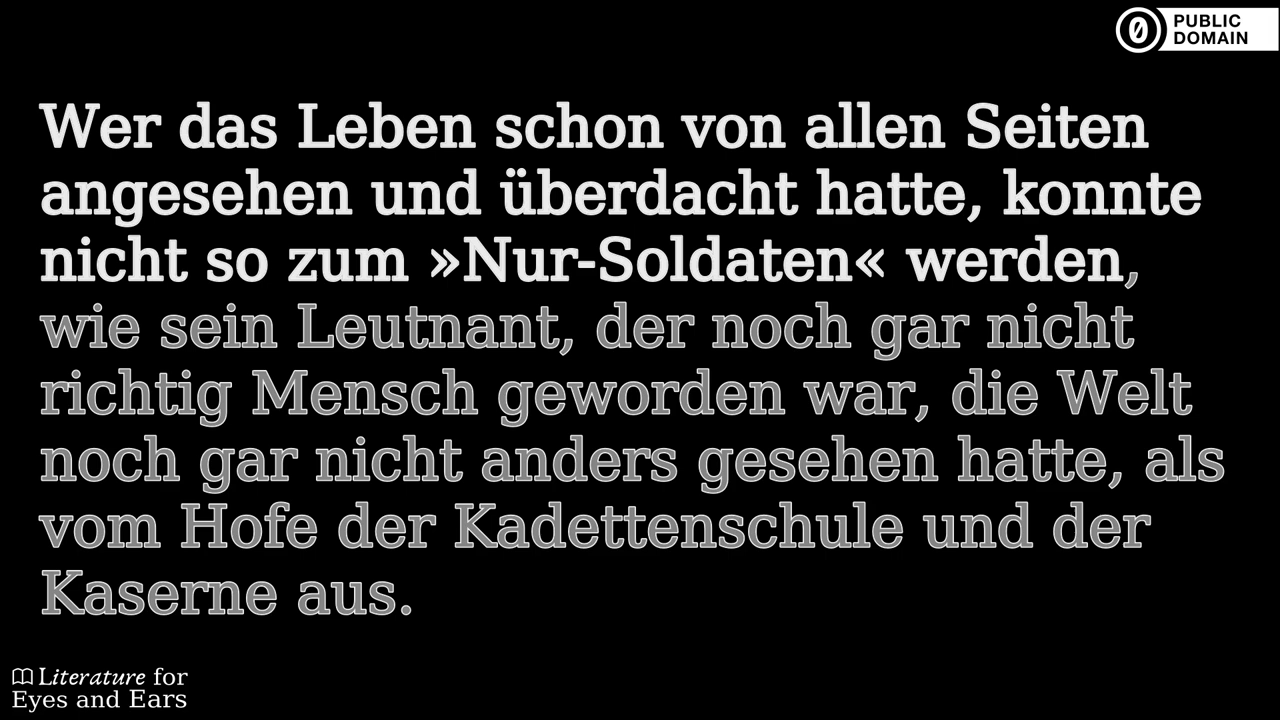 PUBLIC
DOMAIN
Wer das Leben schon von allen Seiten
angesehen und überdacht hatte, konnte
nicht so zum »Nur-Soldaten« werden,
wie sein Leutnant, der noch gar nicht
richtig Mensch geworden war, die Welt
noch gar nicht anders gesehen hatte, als
vom Hofe der Kadettenschule und der
Kaserne aus.
Literature for
Eyes and Ears